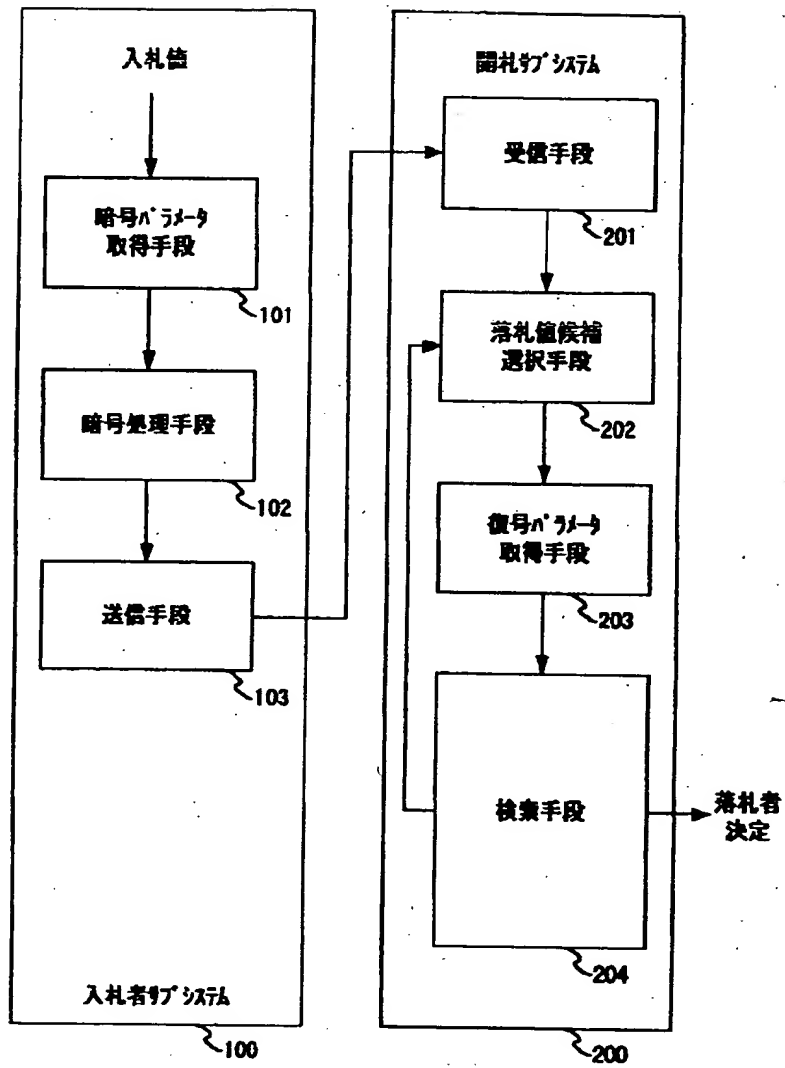 入札値
暗号パラメータ
取得手段
101
暗号処理手段
102
送信手段
103
入札者サブシステム
100
開札サブシステム
受信手段
201
落札値候補
選択手段
202
復号パラメータ
取得手段
203
検索手段
204
落札者
決定
200